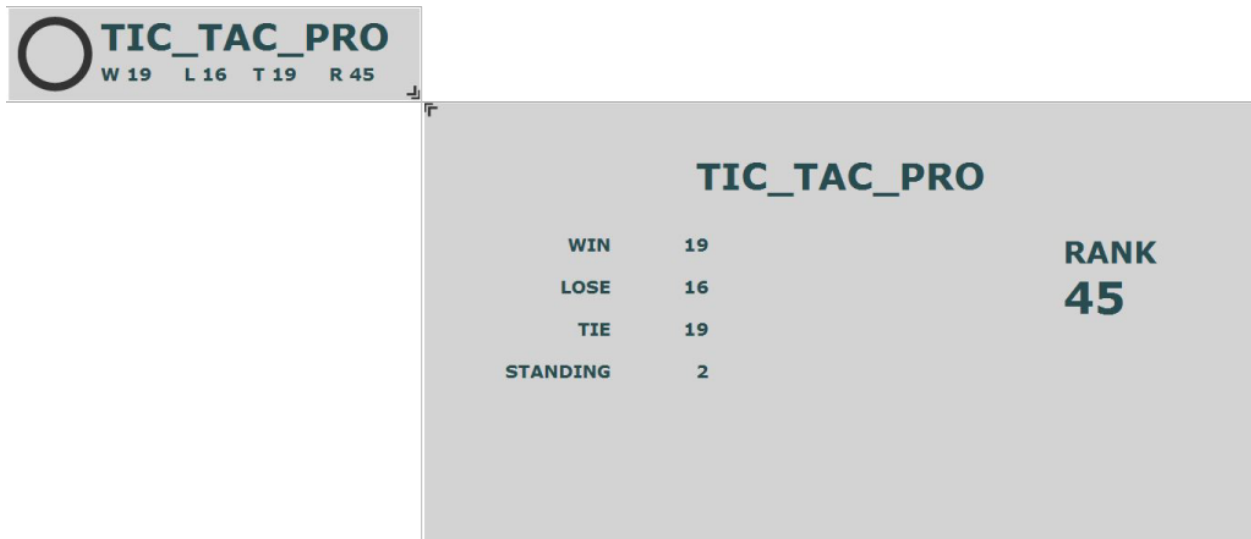 TIC_TAC_PRO
W 19 L 16 T 19 R 45
TIC_TAC_PRO
WIN 19
LOSE 16
TIE 19
STANDING 2
RANK
45